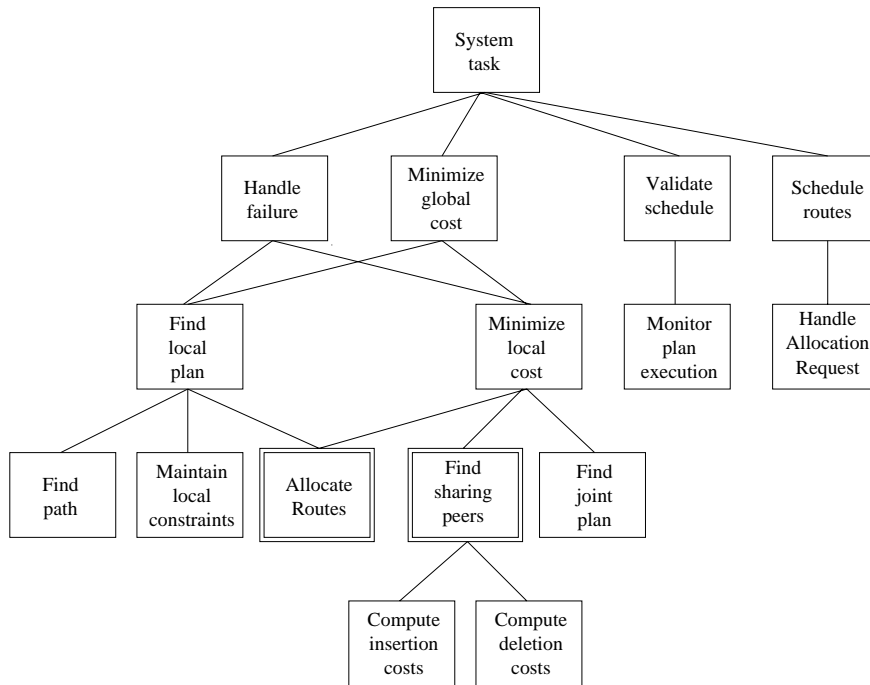 System
task
Handle
failure
Minimize
global
cost
Validate
schedule
Schedule
routes
Find
local
plan
Minimize
local
cost
Monitor
plan
execution
Handle
Allocation
Request
Find
path
Maintain
local
constraints
Allocate
Routes
Find
sharing
peers
Find
joint
plan
Compute
insertion
costs
Compute
deletion
costs